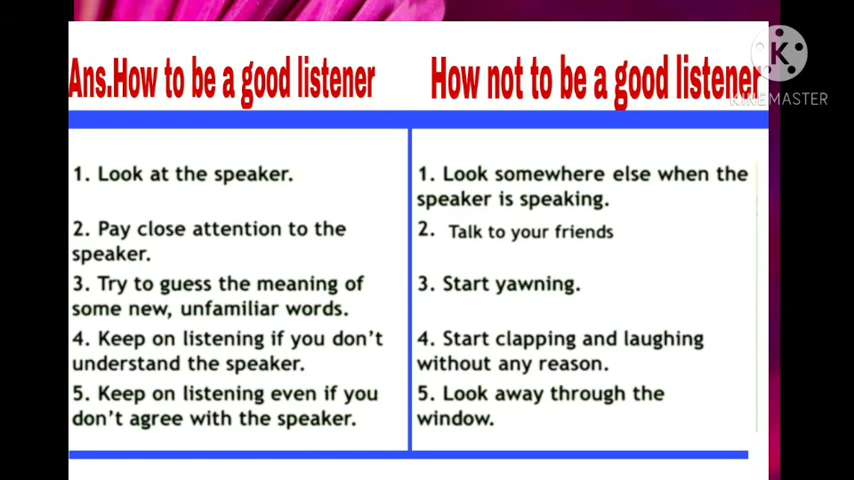 Ans.How to be a good listener
1. Look at the speaker.
2. Pay close attention to the
speaker.
3. Try to guess the meaning of
some new, unfamiliar words.
4. Keep on listening if you don't
understand the speaker.
5. Keep on listening even if you
don't agree with the speaker.
How not to be a good listener
1. Look somewhere else when the
speaker is speaking.
2. Talk to your friends
3. Start yawning.
4. Start clapping and laughing
without any reason.
5. Look away through the
window.
K
KINEMASTER